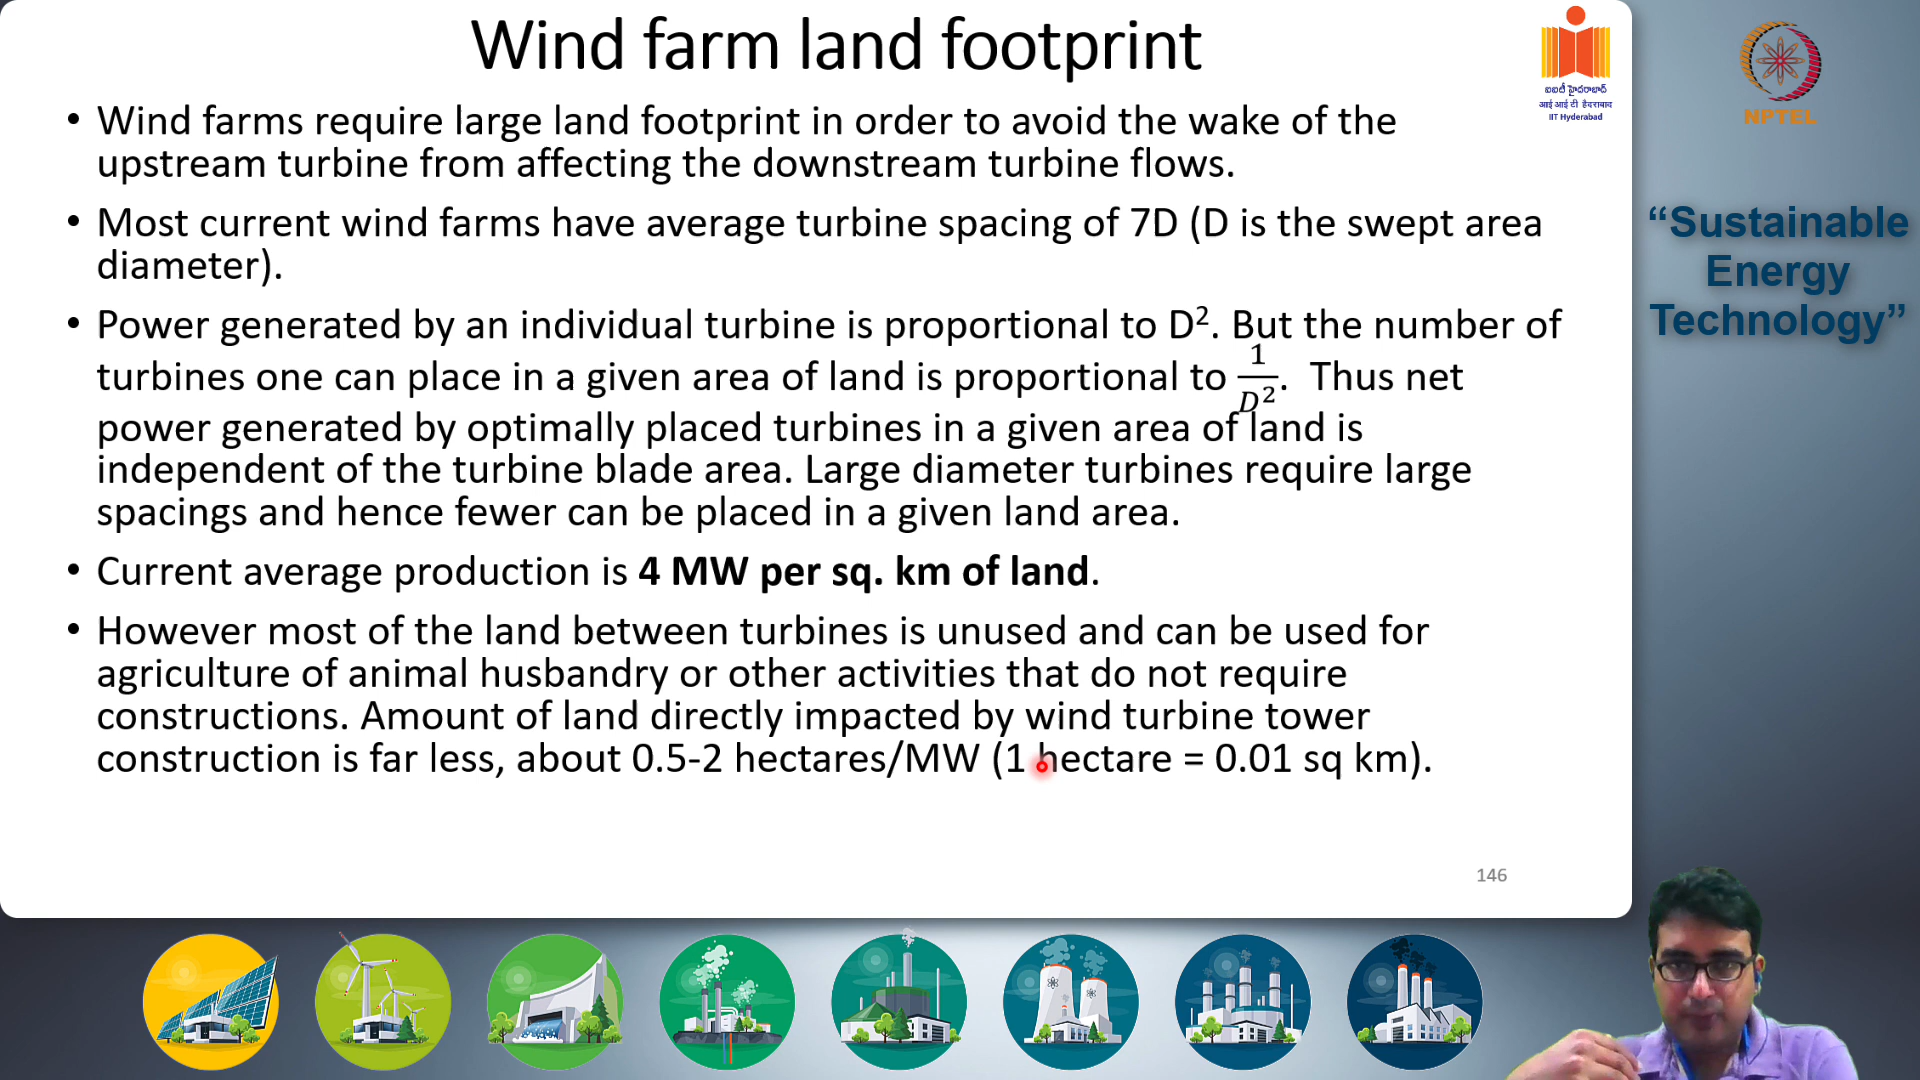 Wind farm land footprint
• Wind farms require large land footprint in order to avoid the wake of the
upstream turbine from affecting the downstream turbine flows.
• Most current wind farms have average turbine spacing of 7D (D is the swept area
diameter).
• Power generated by an individual turbine is proportional to D². But the number of
turbines one can place in a given area of land is proportional to 1/D². Thus net
power generated by optimally placed turbines in a given area of land is
independent of the turbine blade area. Large diameter turbines require large
spacings and hence fewer can be placed in a given land area.
• Current average production is 4 MW per sq. km of land.
• However most of the land between turbines is unused and can be used for
agriculture of animal husbandry or other activities that do not require
constructions. Amount of land directly impacted by wind turbine tower
construction is far less, about 0.5-2 hectares/MW (1 hectare = 0.01 sq km).
146
ఐఐటీ హైదరాబాద్
आई आई टी हैदराबाद
IIT Hyderabad
NPTEL
“Sustainable
Energy
Technology”